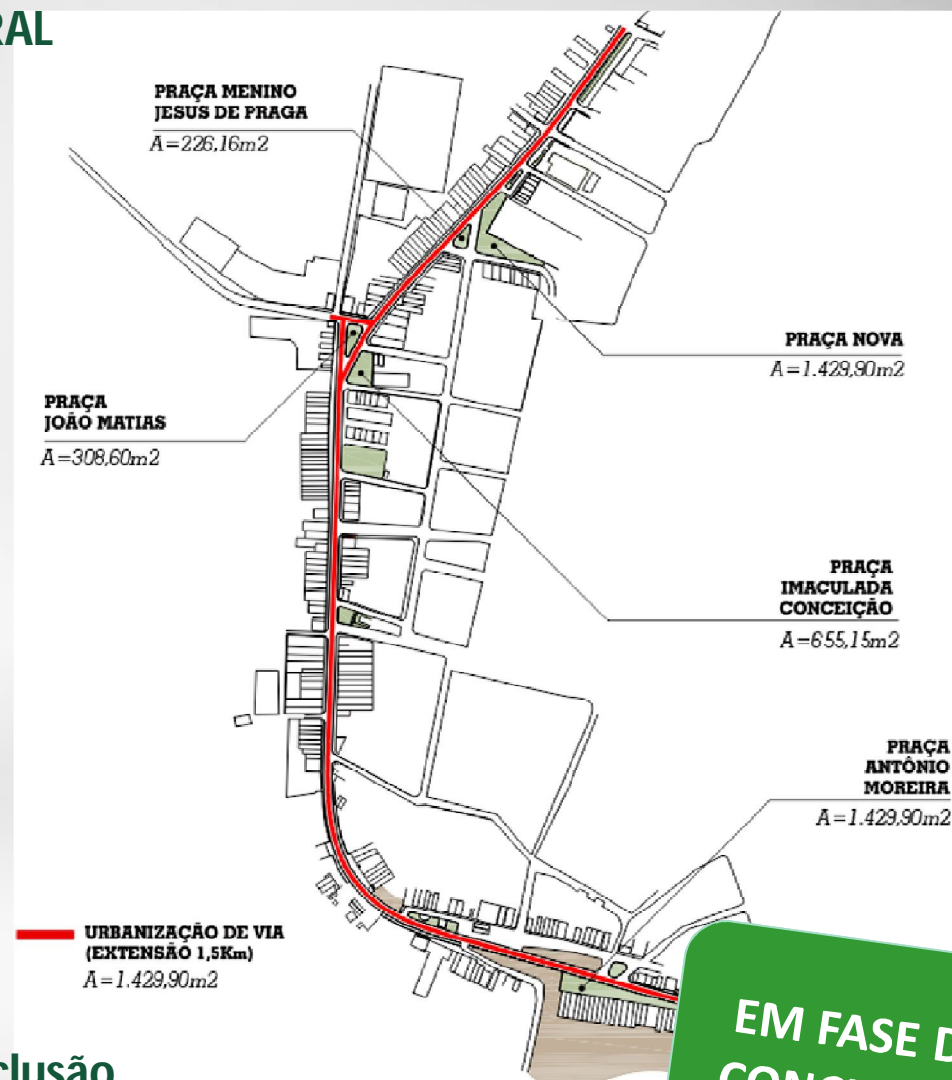 RAL
PRAÇA MENINO
JESUS DE PRAGA
A=226,16m2
PRAÇA NOVA
A=1.429,90m2
PRAÇA
JOÃO MATIAS
A=308,60m2
PRAÇA
IMACULADA
CONCEIÇÃO
A=655,15m2
PRAÇA
ANTÔNIO
MOREIRA
A=1.429,90m2
URBANIZAÇÃO DE VIA
(EXTENSÃO 1,5Km)
A=1.429,90m2
EM FASE D
clusão